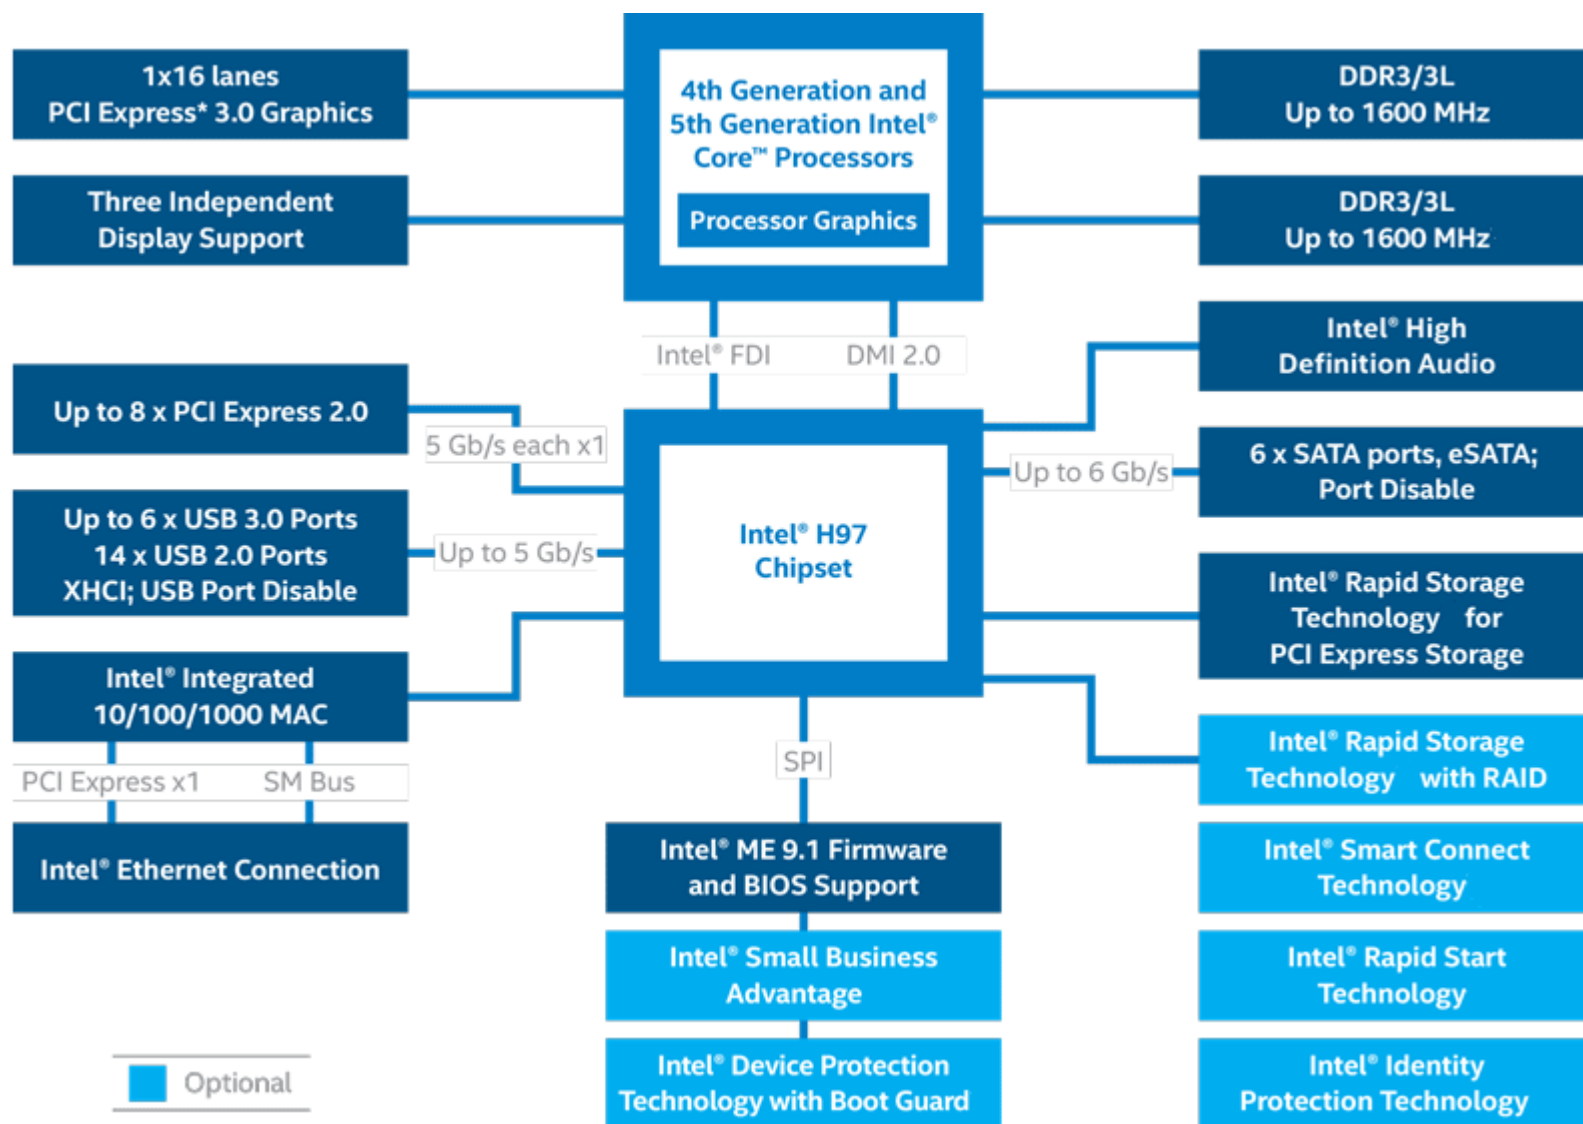 1x16 lanes
PCI Express* 3.0 Graphics
Three Independent
Display Support
4th Generation and
5th Generation Intel®
Core™ Processors
Processor Graphics
DDR3/3L
Up to 1600 MHz
DDR3/3L
Up to 1600 MHz
Intel® FDI
DMI 2.0
Intel® High
Definition Audio
Up to 8 x PCI Express 2.0
5 Gb/s each x1
Up to 6 Gb/s
6 x SATA ports, eSATA;
Port Disable
Up to 6 x USB 3.0 Ports
14 x USB 2.0 Ports
XHCI; USB Port Disable
Up to 5 Gb/s
Intel® H97
Chipset
Intel® Rapid Storage
Technology for
PCI Express Storage
Intel® Integrated
10/100/1000 MAC
PCI Express x1
SM Bus
Intel® Ethernet Connection
SPI
Intel® Rapid Storage
Technology with RAID
Intel® ME 9.1 Firmware
and BIOS Support
Intel® Smart Connect
Technology
Intel® Small Business
Advantage
Intel® Rapid Start
Technology
Intel® Device Protection
Technology with Boot Guard
Intel® Identity
Protection Technology
Optional